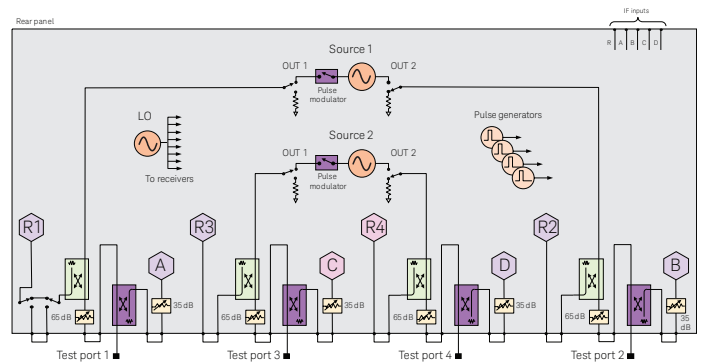 IF inputs
Rear panel
R A B C D
Source 1
OUT 1
OUT 2
Pulse
modulator
LO
To receivers
Pulse generators
Source 2
OUT 1
OUT 2
Pulse
modulator
R1
R3
R4
R2
A
C
D
B
35 dB
35 dB
35 dB
35
dB
65 dB
65 dB
65 dB
65 dB
Test port 1
Test port 3
Test port 4
Test port 2